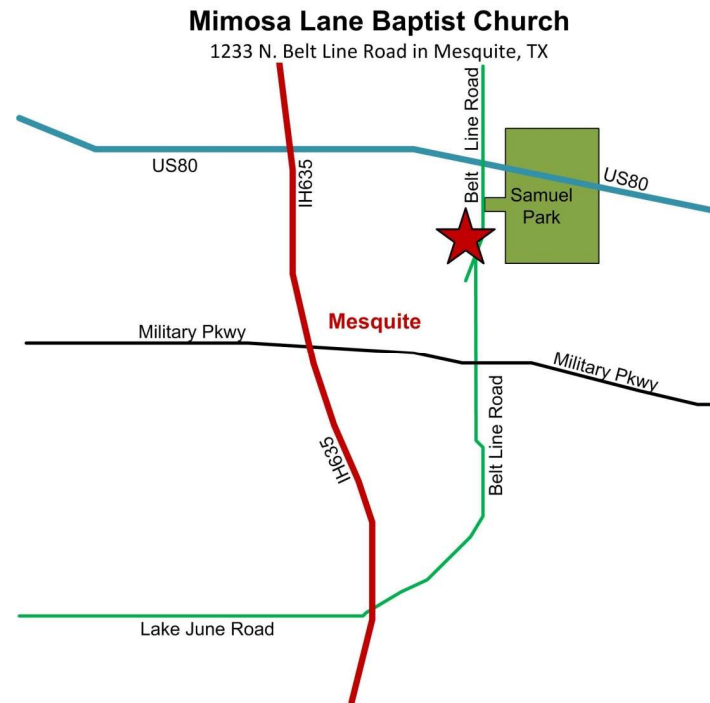 Mimosa Lane Baptist Church
1233 N. Belt Line Road in Mesquite, TX
Belt Line Road
US80
IH635
US80
Samuel
Park
Mesquite
Military Pkwy
Military Pkwy
Belt Line Road
IH635
Lake June Road